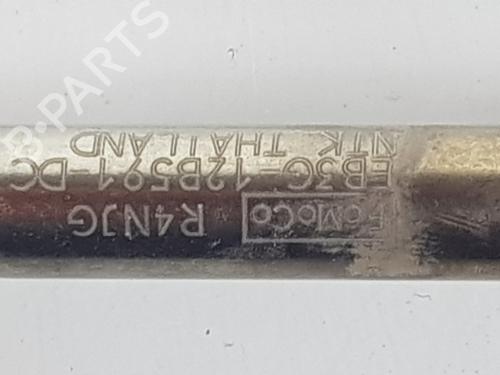 FoMoCo R4NJG
EB3G-12B591-DC
NTK THAILAND
B-PARTS